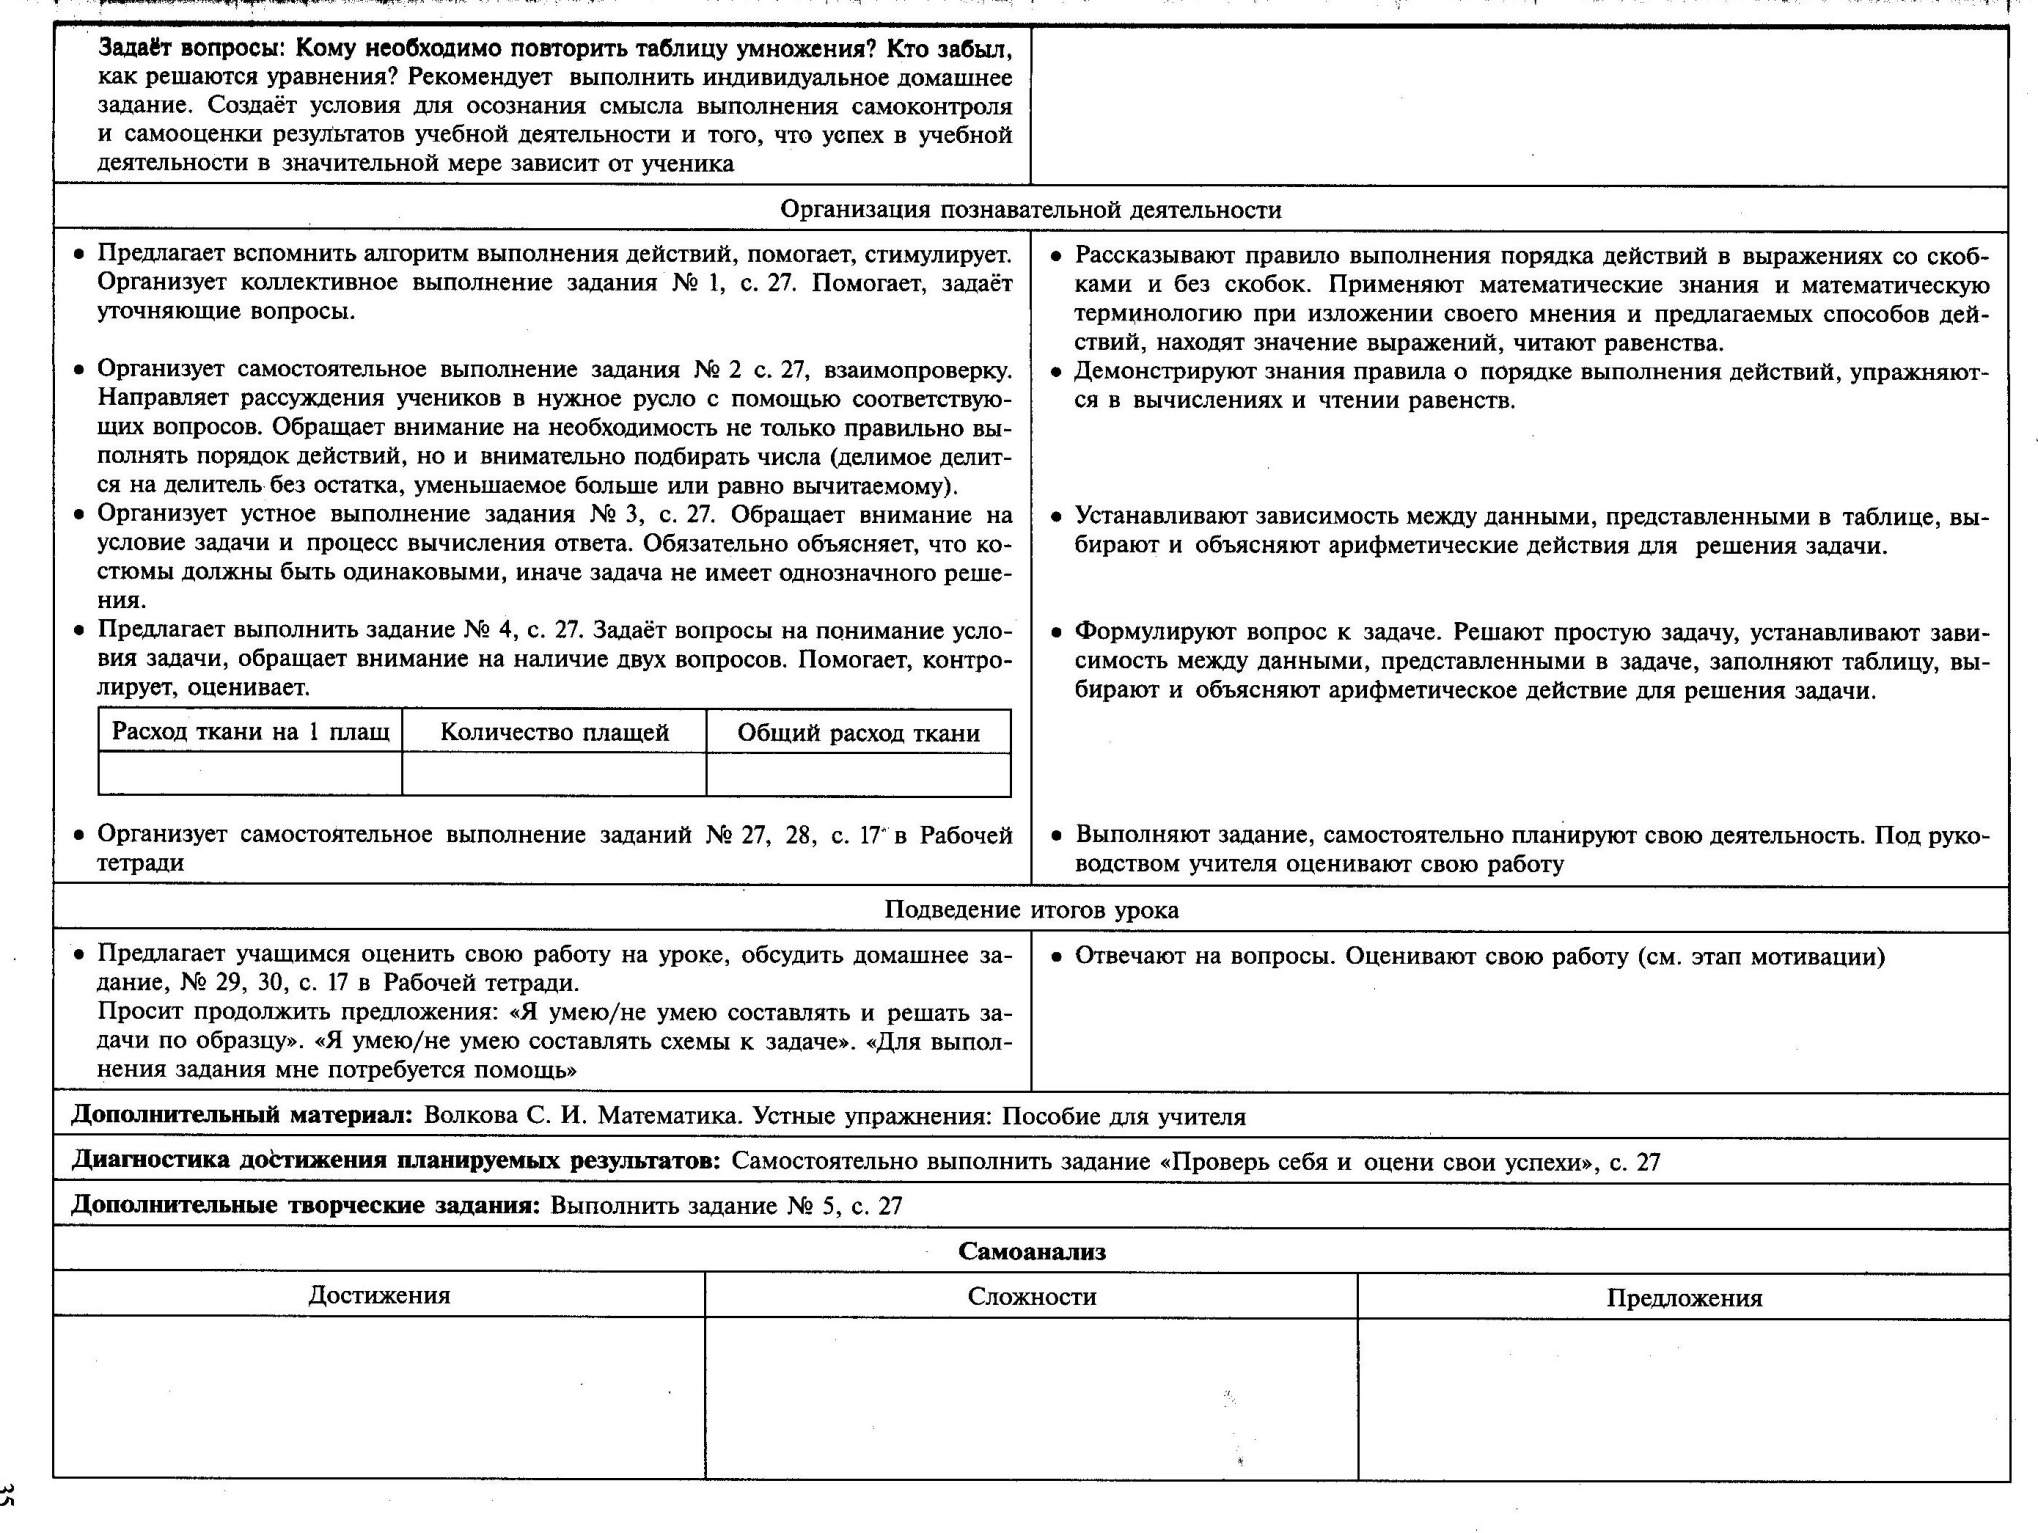 Задаёт вопросы: Кому необходимо повторить таблицу умножения? Кто забыл,
как решаются уравнения? Рекомендует выполнить индивидуальное домашнее
задание. Создаёт условия для осознания смысла выполнения самоконтроля
и самооценки результатов учебной деятельности и того, что успех в учебной
деятельности в значительной мере зависит от ученика
Организация познавательной деятельности
• Предлагает вспомнить алгоритм выполнения действий, помогает, стимулирует.
Организует коллективное выполнение задания № 1, с. 27. Помогает, задаёт
уточняющие вопросы.
• Организует самостоятельное выполнение задания № 2 с. 27, взаимопроверку.
Направляет рассуждения учеников в нужное русло с помощью соответствую-
щих вопросов. Обращает внимание на необходимость не только правильно вы-
полнять порядок действий, но и внимательно подбирать числа (делимое делит-
ся на делитель без остатка, уменьшаемое больше или равно вычитаемому).
• Организует устное выполнение задания № 3, с. 27. Обращает внимание на
условие задачи и процесс вычисления ответа. Обязательно объясняет, что ко-
стюмы должны быть одинаковыми, иначе задача не имеет однозначного реше-
ния.
• Предлагает выполнить задание № 4, с. 27. Задаёт вопросы на понимание усло-
вия задачи, обращает внимание на наличие двух вопросов. Помогает, контро-
лирует, оценивает.
Расход ткани на 1 плащ
Количество плащей
Общий расход ткани
• Организует самостоятельное выполнение заданий № 27, 28, с. 17 в Рабочей
тетради
• Рассказывают правило выполнения порядка действий в выражениях со скоб-
ками и без скобок. Применяют математические знания и математическую
терминологию при изложении своего мнения и предлагаемых способов дей-
ствий, находят значение выражений, читают равенства.
• Демонстрируют знания правила о порядке выполнения действий, упражняют-
ся в вычислениях и чтении равенств.
• Устанавливают зависимость между данными, представленными в таблице, вы-
бирают и объясняют арифметические действия для решения задачи.
• Формулируют вопрос к задаче. Решают простую задачу, устанавливают зави-
симость между данными, представленными в задаче, заполняют таблицу, вы-
бирают и объясняют арифметическое действие для решения задачи.
• Выполняют задание, самостоятельно планируют свою деятельность. Под руко-
водством учителя оценивают свою работу
Подведение итогов урока
• Предлагает учащимся оценить свою работу на уроке, обсудить домашнее за-
дание, № 29, 30, с. 17 в Рабочей тетради.
Просит продолжить предложения: «Я умею/не умею составлять и решать за-
дачи по образцу». «Я умею/не умею составлять схемы к задаче». «Для выпол-
нения задания мне потребуется помощь»
• Отвечают на вопросы. Оценивают свою работу (см. этап мотивации)
Дополнительный материал: Волкова С. И. Математика. Устные упражнения: Пособие для учителя
Диагностика достижения планируемых результатов: Самостоятельно выполнить задание «Проверь себя и оцени свои успехи», с. 27
Дополнительные творческие задания: Выполнить задание № 5, с. 27
Самоанализ
Достижения
Сложности
Предложения
35